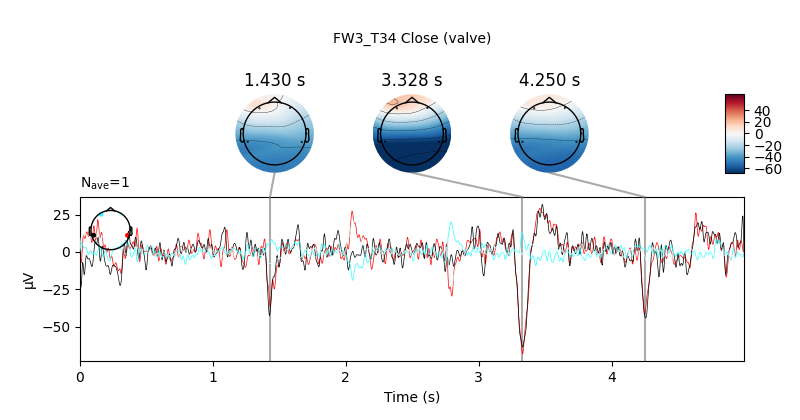 FW3_T34 Close (valve)
1.430 s 3.328 s 4.250 s
40
20
0
−20
−40
−60
Nave=1
25
0
−25
−50
µV
0 1 2 3 4
Time (s)